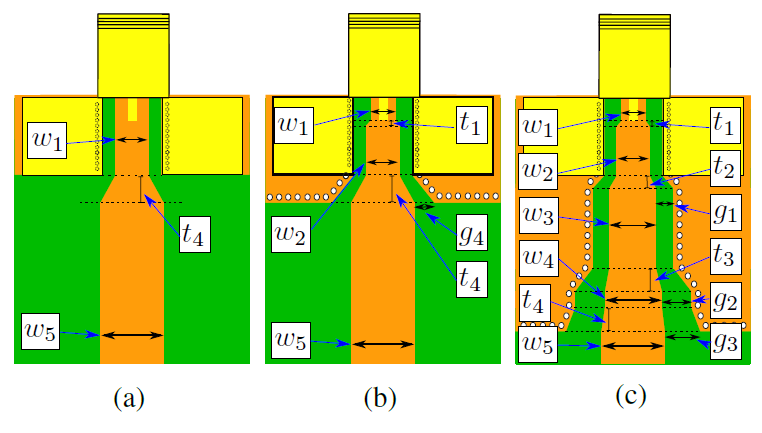 w₁
t₄
w₅
(a)
w₁
t₁
w₂
g₄
t₄
w₅
(b)
w₁
t₁
w₂
t₂
w₃
g₁
w₄
t₃
t₄
g₂
w₅
g₃
(c)